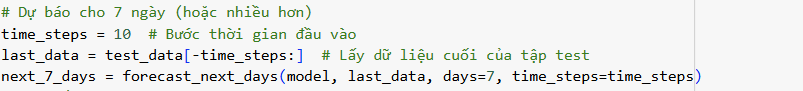 # Dự báo cho 7 ngày (hoặc nhiều hơn)
time_steps = 10  # Bước thời gian đầu vào
last_data = test_data[-time_steps:]  # Lấy dữ liệu cuối của tập test
next_7_days = forecast_next_days(model, last_data, days=7, time_steps=time_steps)